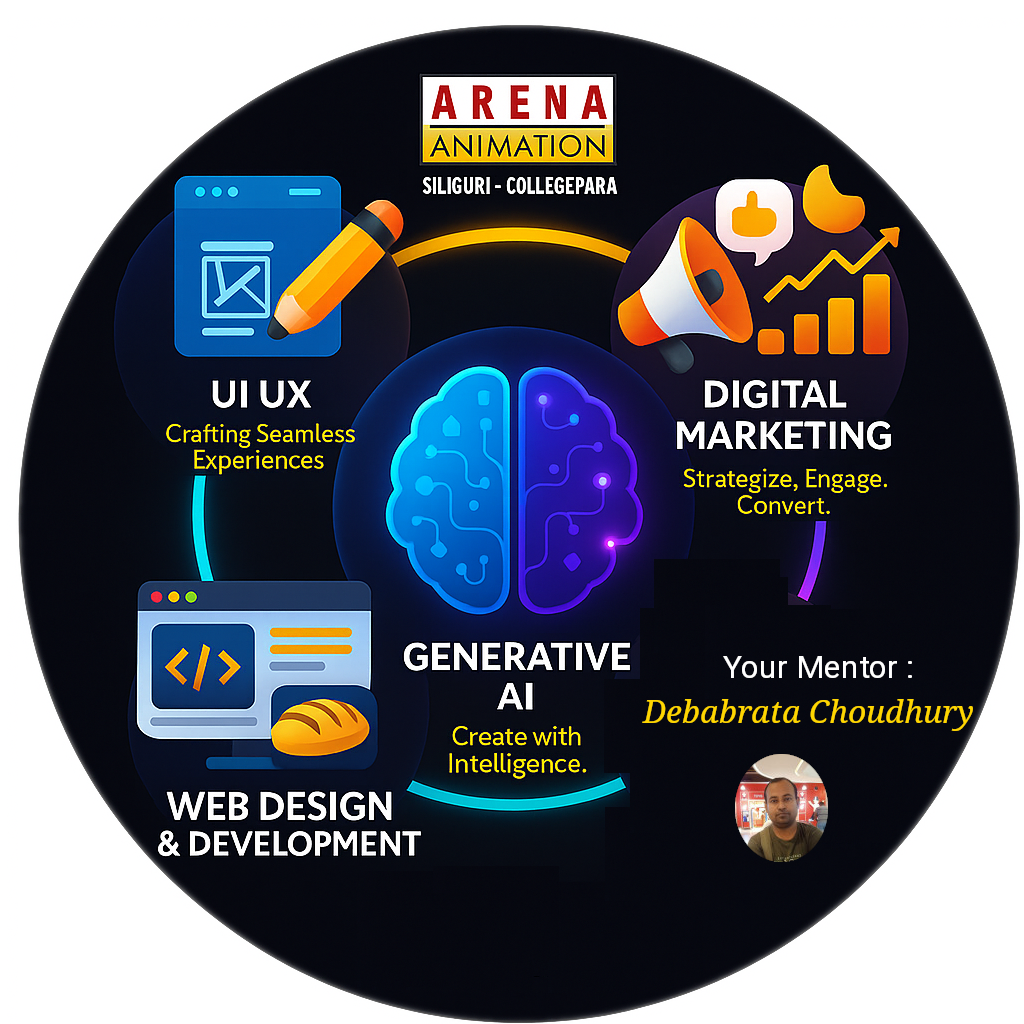 ARENA
ANIMATION
SILIGURI - COLLEGEPARA
UI UX
Crafting Seamless
Experiences
DIGITAL
MARKETING
Strategize, Engage.
Convert.
</>
GENERATIVE
AI
Create with
Intelligence.
WEB DESIGN
& DEVELOPMENT
Your Mentor :
Debabrata Choudhury